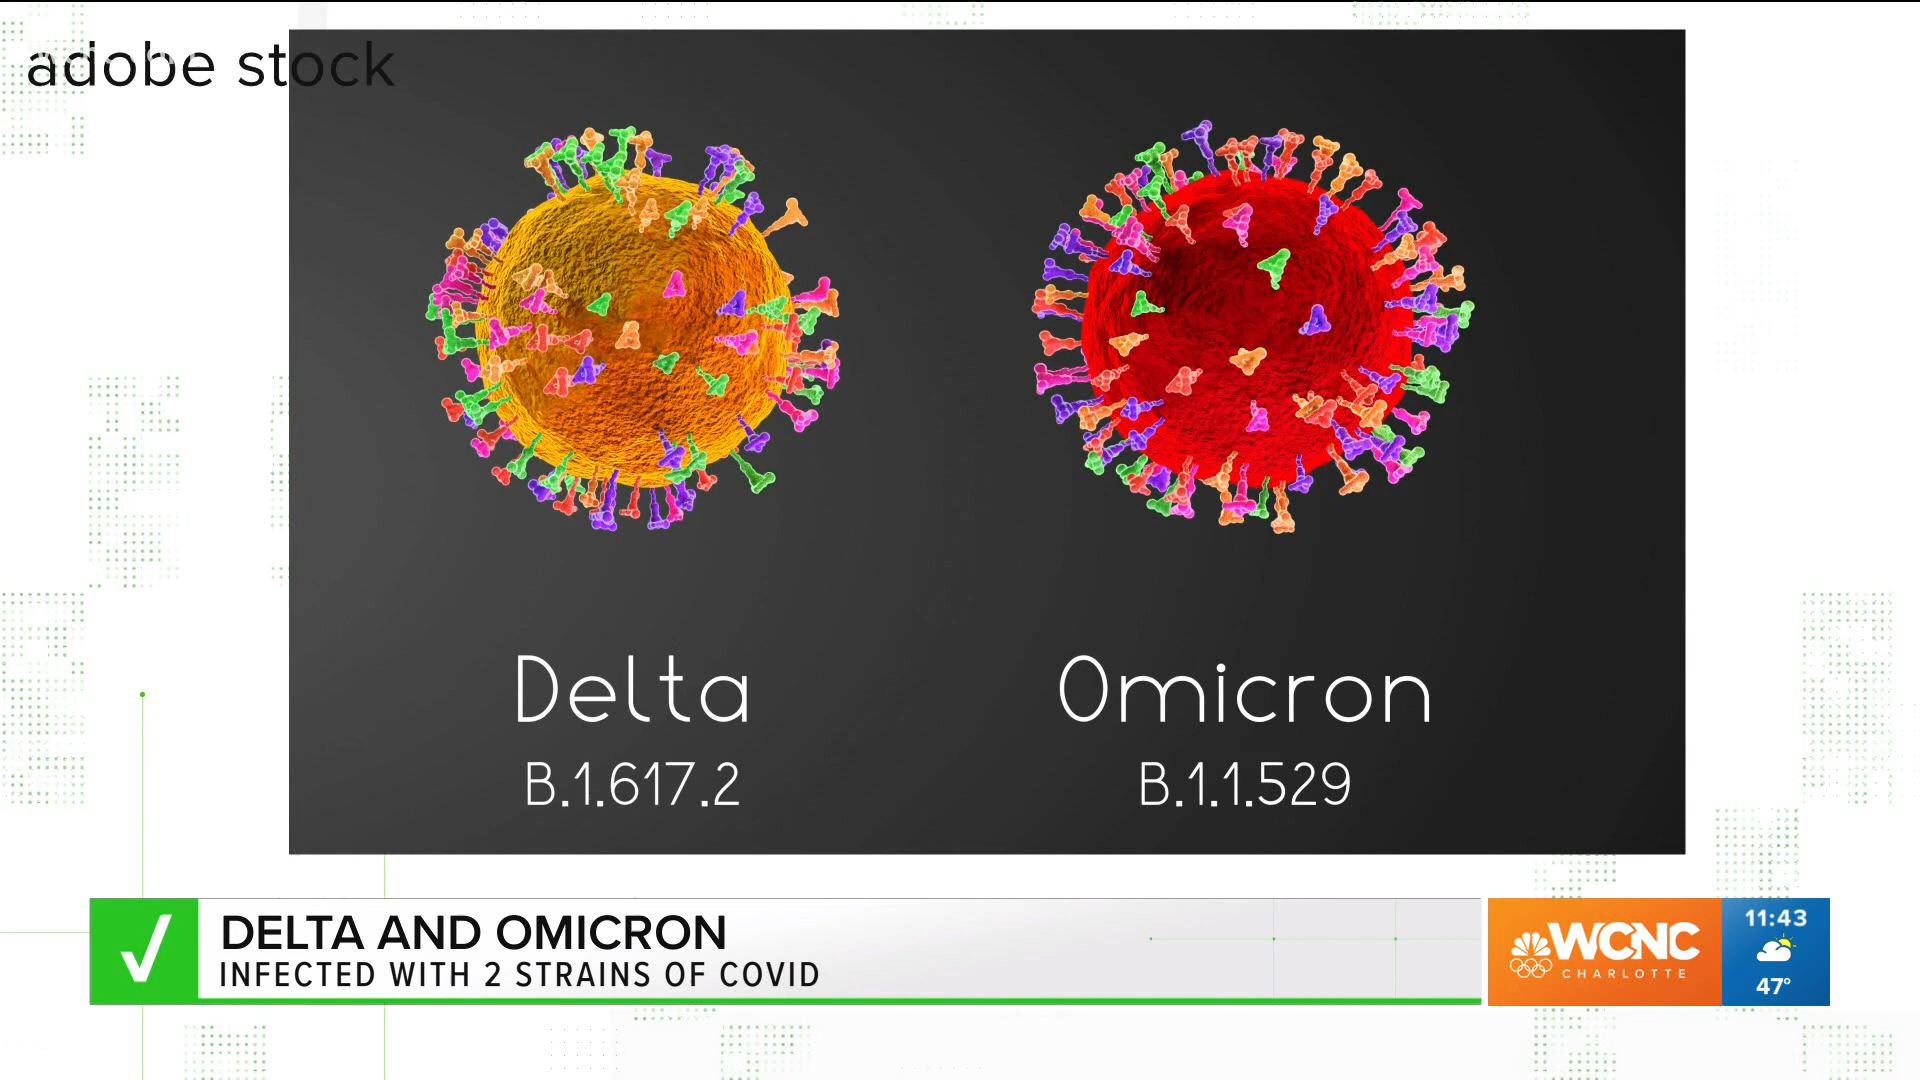 adobe stock
Delta
Omicron
B.1.617.2
B.1.1.529
DELTA AND OMICRON
INFECTED WITH 2 STRAINS OF COVID
WCNC
CHARLOTTE
11:43
47°